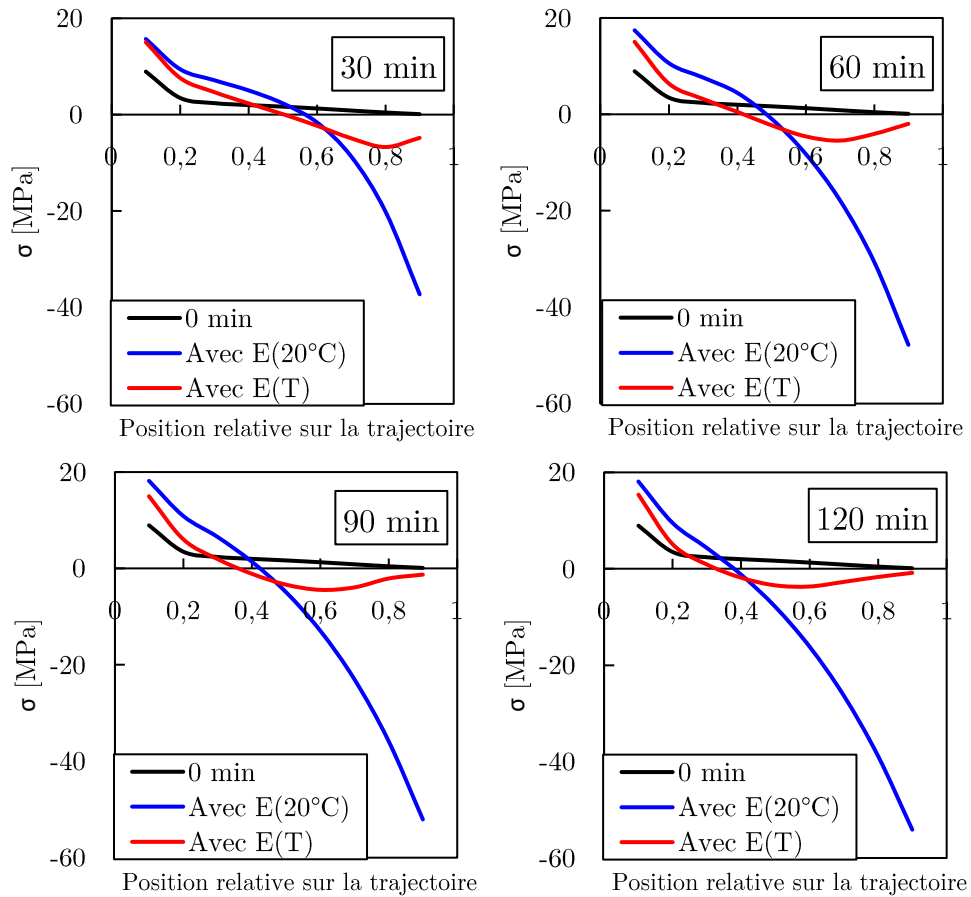 20
30 min
0
0
0,2
0,4
0,6
0,8
1
-20
σ [MPa]
-40
0 min
Avec E(20°C)
Avec E(T)
-60
Position relative sur la trajectoire
20
60 min
0
0
0,2
0,4
0,6
0,8
1
-20
σ [MPa]
-40
0 min
Avec E(20°C)
Avec E(T)
-60
Position relative sur la trajectoire
20
90 min
0
0
0,2
0,4
0,6
0,8
1
-20
σ [MPa]
-40
0 min
Avec E(20°C)
Avec E(T)
-60
Position relative sur la trajectoire
20
120 min
0
0
0,2
0,4
0,6
0,8
1
-20
σ [MPa]
-40
0 min
Avec E(20°C)
Avec E(T)
-60
Position relative sur la trajectoire